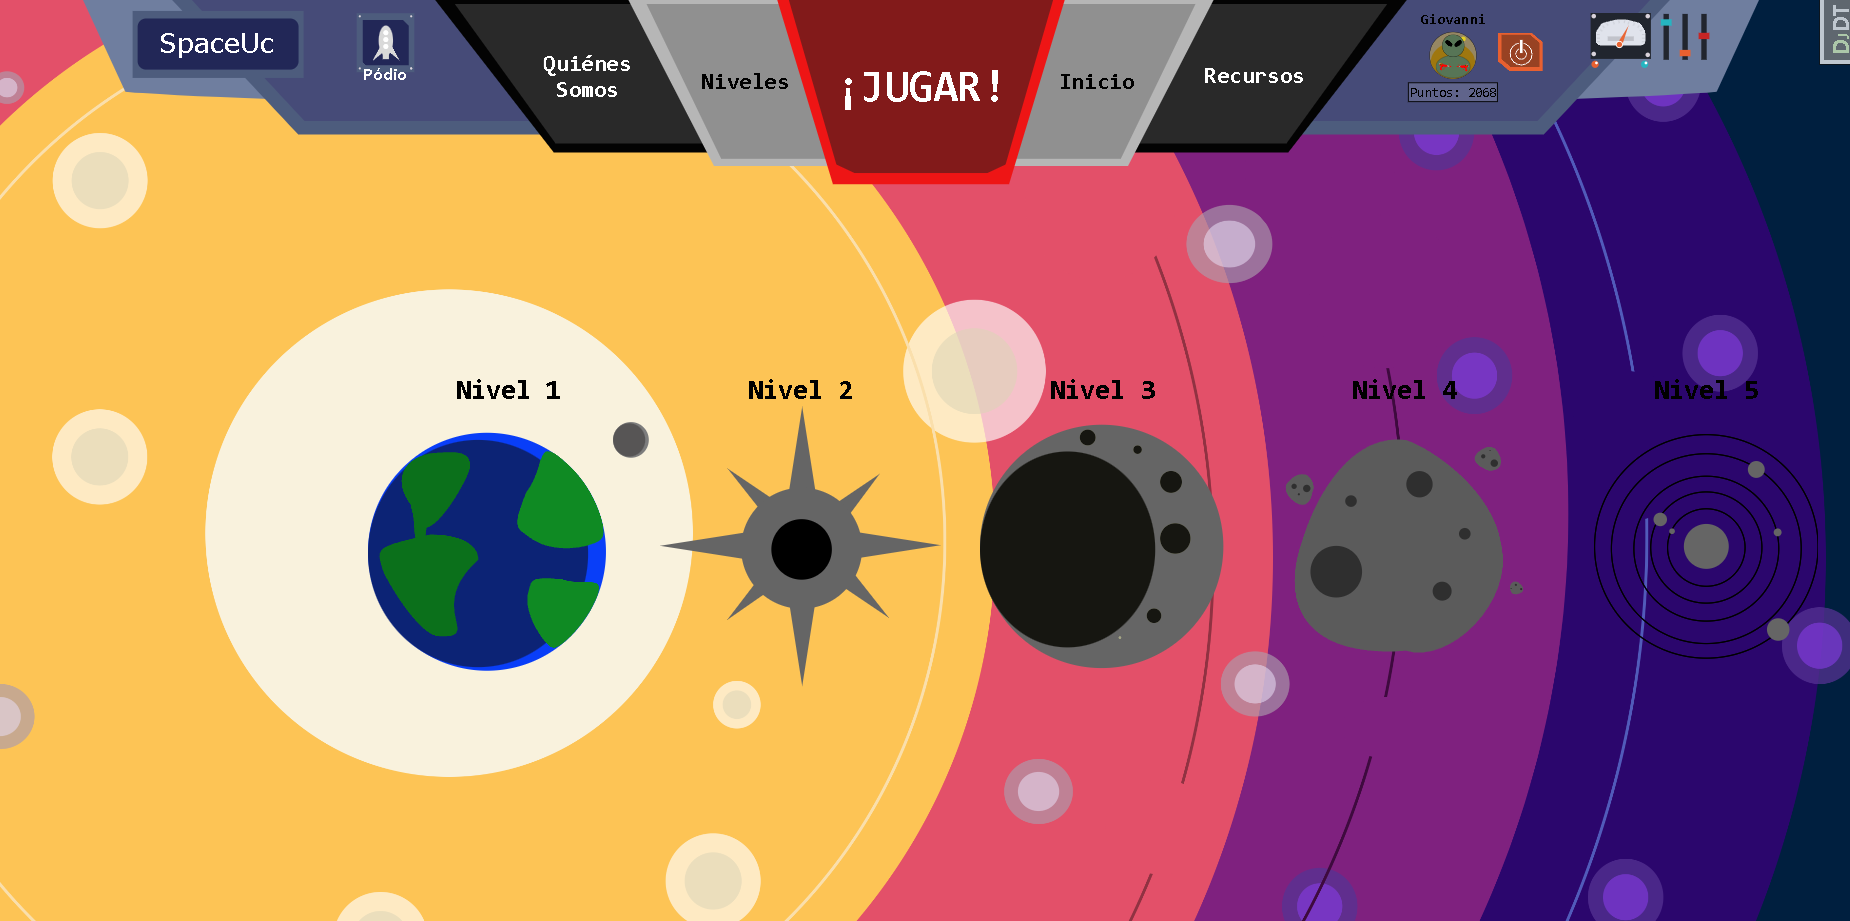 SpaceUc
Pódio
Quiénes
Somos
Niveles
¡JUGAR!
Inicio
Recursos
Giovanni
Puntos: 2068
DjDT
Nivel 1
Nivel 2
Nivel 3
Nivel 4
Nivel 5